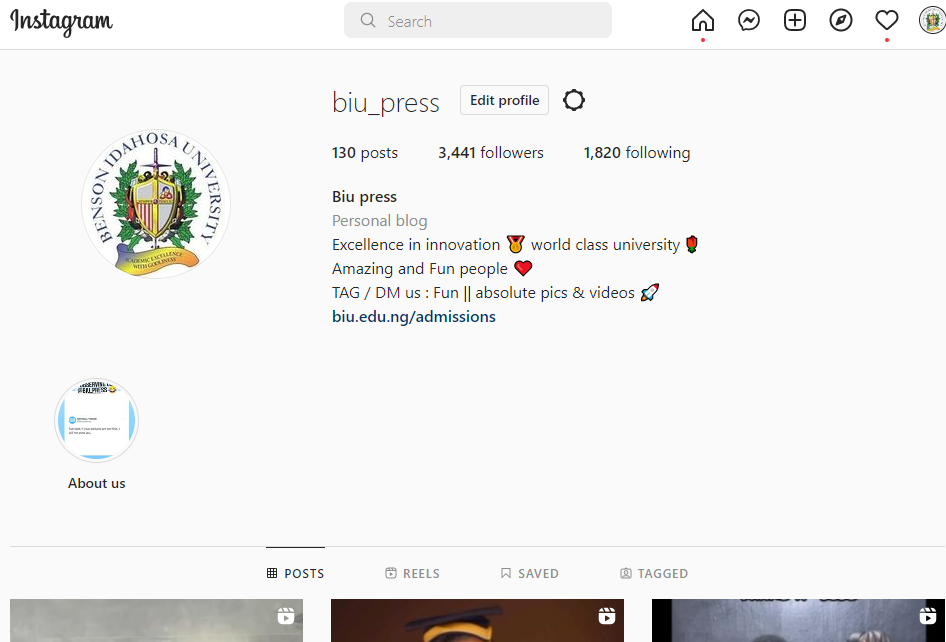 Instagram
Search
biu_press
Edit profile
130 posts
3,441 followers
1,820 following
BENSON IDAHOSA UNIVERSITY
ACADEMIC EXCELLENCE
WITH GODLINESS
Biu press
Personal blog
Excellence in innovation 🏅 world class university 🌹
Amazing and Fun people ❤️
TAG / DM us : Fun || absolute pics & videos 🚀
biu.edu.ng/admissions
About us
POSTS
REELS
SAVED
TAGGED